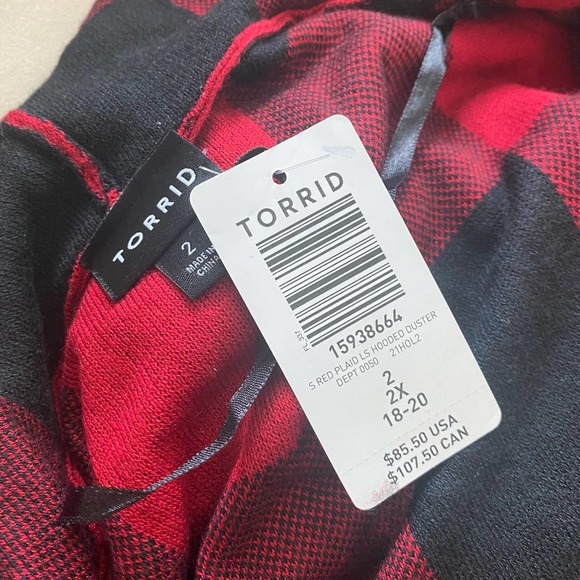 TORRID
2
MADE IN
CHINA
TORRID
15938664
S RED PLAID LS HOODED DUSTER
DEPT 0050 21HOL2
2
2X
18-20
$85.50 USA
$107.50 CAN